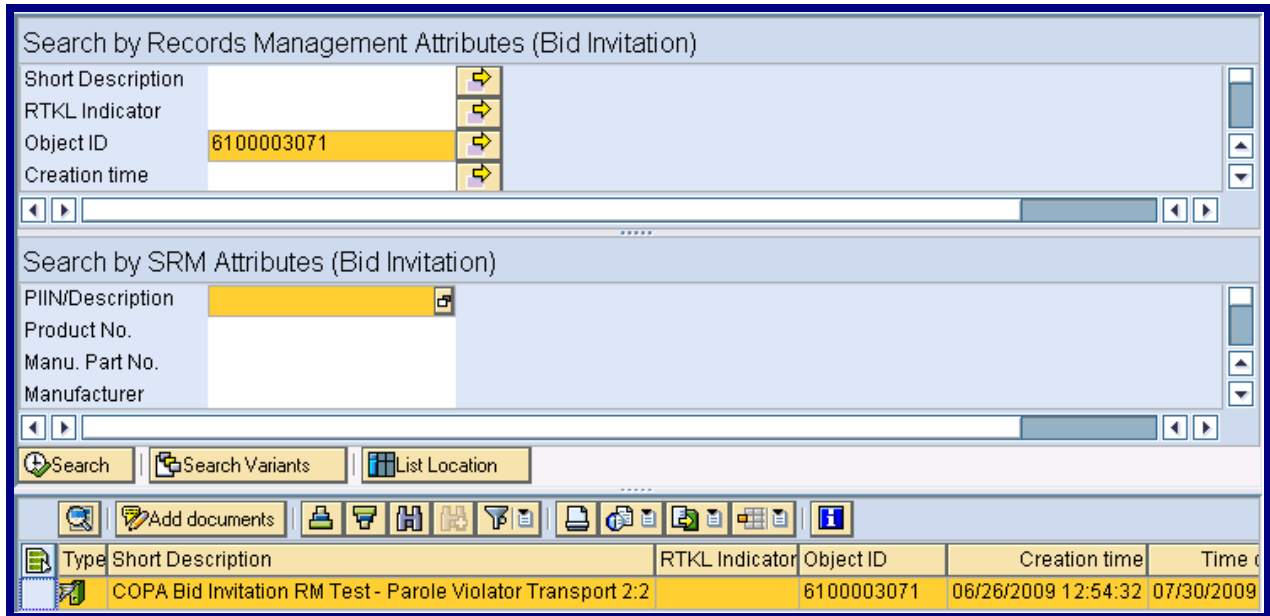 Search by Records Management Attributes (Bid Invitation)
Short Description
RTKL Indicator
Object ID 6100003071
Creation time
Search by SRM Attributes (Bid Invitation)
PIIN/Description
Product No.
Manu. Part No.
Manufacturer
Search Search Variants List Location
Add documents
Type Short Description RTKL Indicator Object ID Creation time Time
COPA Bid Invitation RM Test - Parole Violator Transport 2:2 6100003071 06/26/2009 12:54:32 07/30/2009